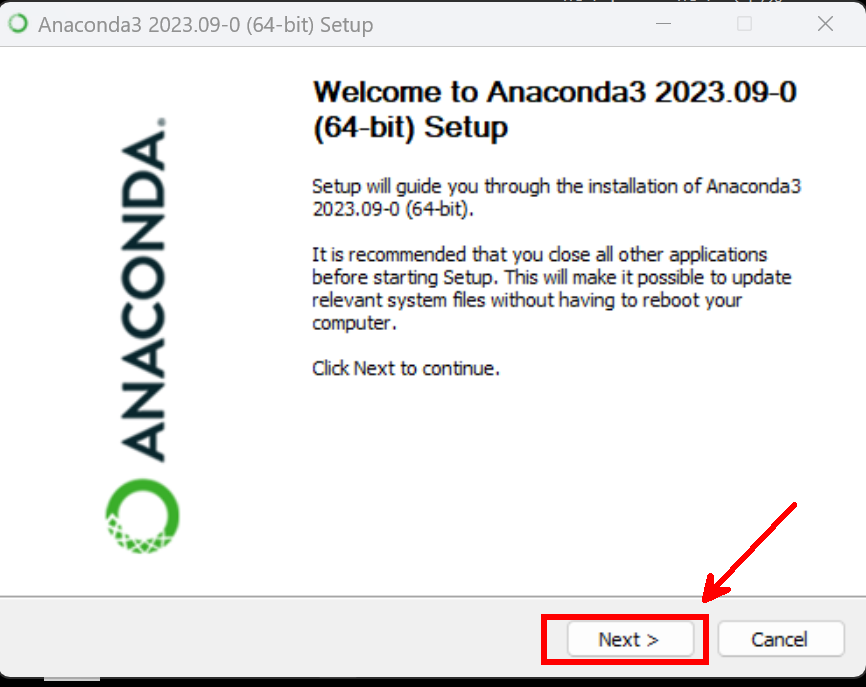 Anaconda3 2023.09-0 (64-bit) Setup
Welcome to Anaconda3 2023.09-0
(64-bit) Setup
Setup will guide you through the installation of Anaconda3
2023.09-0 (64-bit).
It is recommended that you close all other applications
before starting Setup. This will make it possible to update
relevant system files without having to reboot your
computer.
Click Next to continue.
ANACONDA.
Next >
Cancel